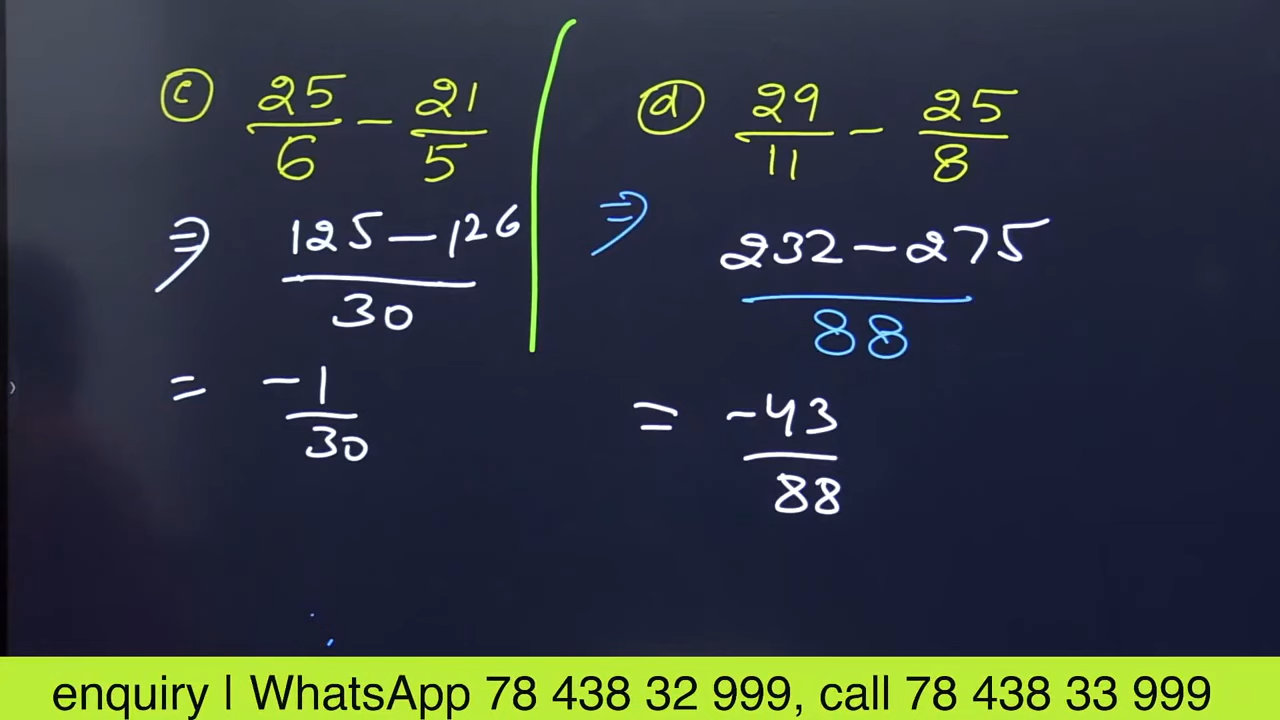 (c) 25/6 - 21/5
⇒ 125-126/30
= -1/30
(d) 29/11 - 25/8
⇒ 232-275/88
= -43/88
enquiry | WhatsApp 78 438 32 999, call 78 438 33 999